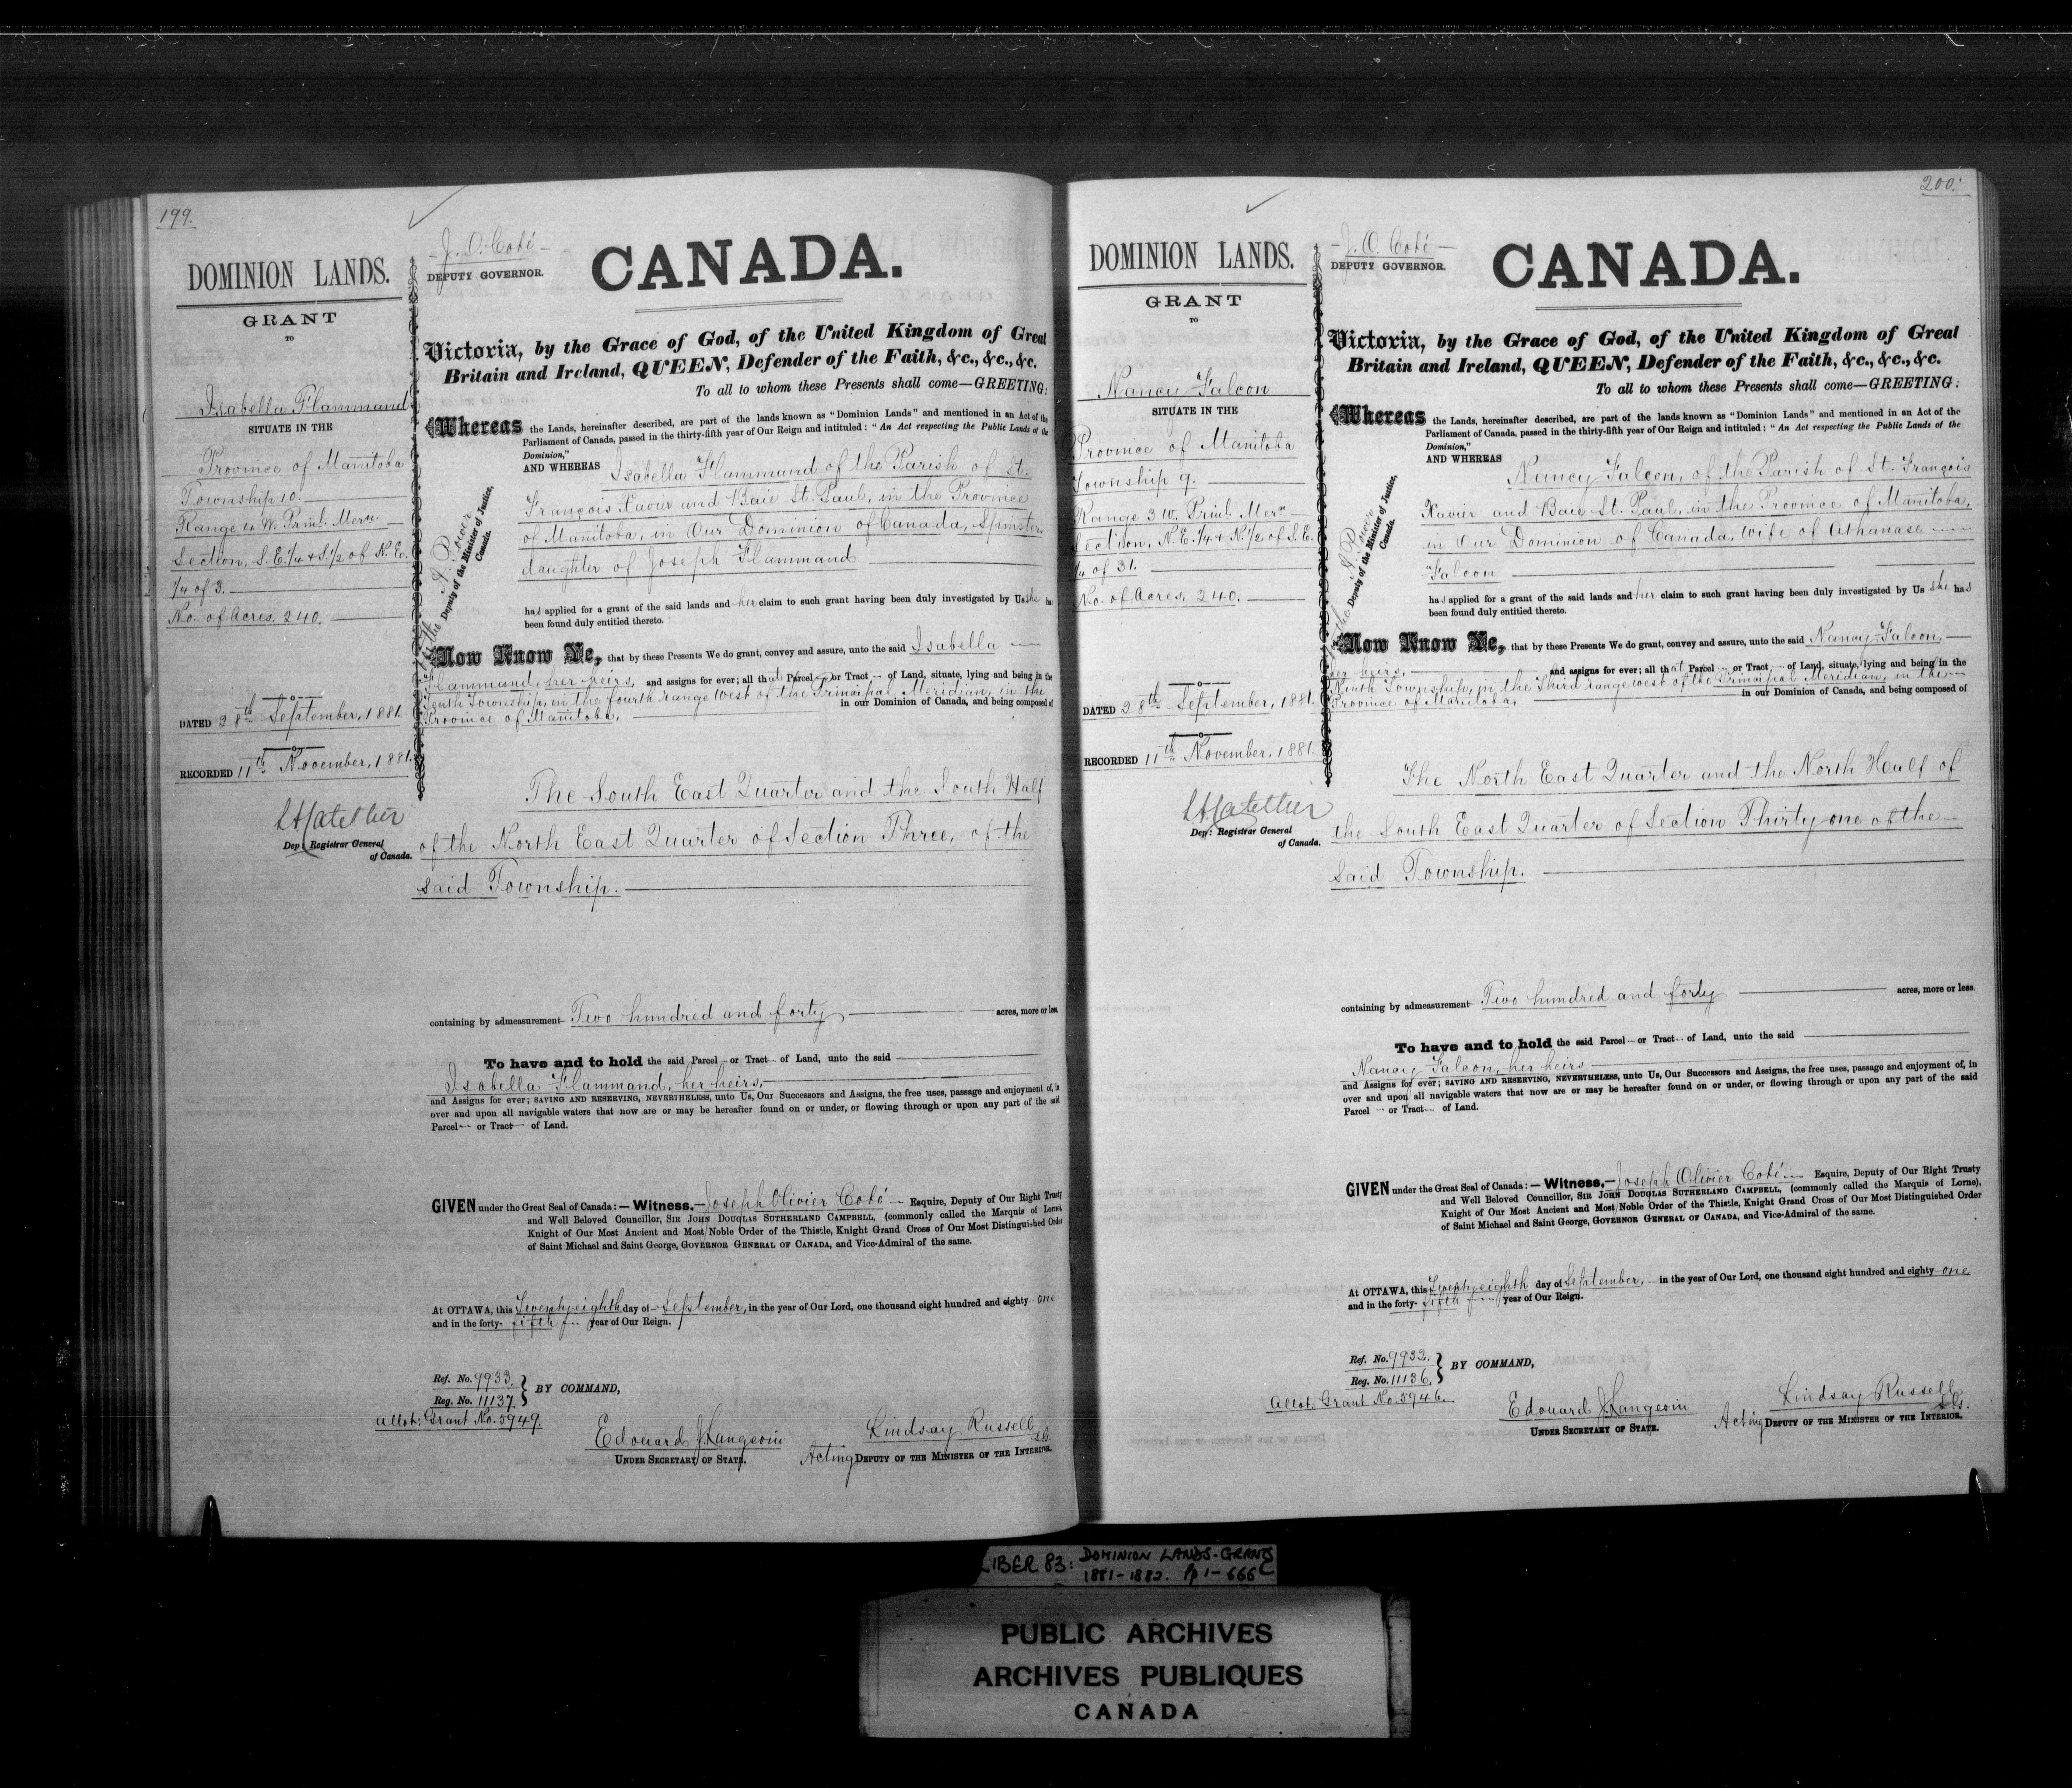 199.
DOMINION LANDS.
GRANT
TO
Isabella Flammand
SITUATE IN THE
Province of Manitoba
Township 10.
Range 4 W. Prinl. Mern
Section, S.E. 1/4 & S. 1/2 of N.E.
1/4 of 3.
No. of Acres, 240.
DATED 28th September, 1881.
RECORDED 11th November, 1881.
Dep: Registrar General
of Canada.
J. O. Coté
DEPUTY GOVERNOR.
CANADA.
Deputy of the Minister of Justice,
Canada.
Victoria, by the Grace of God, of the United Kingdom of Great
Britain and Ireland, QUEEN, Defender of the Faith, &c., &c., &c.
To all to whom these Presents shall come—GREETING:
Whereas the Lands, hereinafter described, are part of the lands known as "Dominion Lands" and mentioned in an Act of the
Parliament of Canada, passed in the thirty-fifth year of Our Reign and intituled: "An Act respecting the Public Lands of the
Dominion,"
AND WHEREAS Isabella Flammand of the Parish of St.
François Xavier and Baie St. Paul, in the Province
of Manitoba, in Our Dominion of Canada, Spinster,
daughter of Joseph Flammand
has applied for a grant of the said lands and her claim to such grant having been duly investigated by Us she has
been found duly entitled thereto.
Now Know Ye, that by these Presents We do grant, convey and assure, unto the said Isabella
Flammand, her heirs, and assigns for ever; all that Parcel or Tract of Land, situate, lying and being in the
Tenth Township, in the fourth range west of the Principal Meridian, in the
Province of Manitoba, in our Dominion of Canada, and being composed of
The South East Quarter and the South Half
of the North East Quarter of Section Three, of the
said Township.
containing by admeasurement Two hundred and forty acres, more or less.
To have and to hold the said Parcel or Tract of Land, unto the said
Isabella Flammand, her heirs,
and Assigns for ever; SAVING AND RESERVING, NEVERTHELESS, unto Us, Our Successors and Assigns, the free uses, passage and enjoyment of, in
over and upon all navigable waters that now are or may be hereafter found on or under, or flowing through or upon any part of the said
Parcel or Tract of Land.
GIVEN under the Great Seal of Canada:—Witness,—Joseph Olivier Coté Esquire, Deputy of Our Right Trusty
and Well Beloved Councillor, SIR JOHN DOUGLAS SUTHERLAND CAMPBELL, (commonly called the Marquis of Lorne),
Knight of Our Most Ancient and Most Noble Order of the Thistle, Knight Grand Cross of Our Most Distinguished Order
of Saint Michael and Saint George, GOVERNOR GENERAL OF CANADA, and Vice-Admiral of the same.
At OTTAWA, this Twenty eighth day of September, in the year of Our Lord, one thousand eight hundred and eighty one
and in the forty-fifth year of Our Reign.
Ref. No. 9933.
Reg. No. 11137.
BY COMMAND,
Allot: Grant No. 5949.
Edouard J. Langevin
UNDER SECRETARY OF STATE.
Lindsay Russell
Acting DEPUTY OF THE MINISTER OF THE INTERIOR.
200.
DOMINION LANDS.
GRANT
TO
Nancy Falcon
SITUATE IN THE
Province of Manitoba
Township 9.
Range 3 W. Prinl. Mern
Section, N.E. 1/4 & N. 1/2 of S.E.
1/4 of 31.
No. of Acres, 240.
DATED 28th September, 1881.
RECORDED 11th November, 1881.
Dep: Registrar General
of Canada.
J. O. Coté
DEPUTY GOVERNOR.
CANADA.
Deputy of the Minister of Justice,
Canada.
Victoria, by the Grace of God, of the United Kingdom of Great
Britain and Ireland, QUEEN, Defender of the Faith, &c., &c., &c.
To all to whom these Presents shall come—GREETING:
Whereas the Lands, hereinafter described, are part of the lands known as "Dominion Lands" and mentioned in an Act of the
Parliament of Canada, passed in the thirty-fifth year of Our Reign and intituled: "An Act respecting the Public Lands of the
Dominion,"
AND WHEREAS Nancy Falcon, of the Parish of St. François
Xavier and Baie St. Paul, in the Province of Manitoba,
in Our Dominion of Canada, wife of Athanase
Falcon
has applied for a grant of the said lands and her claim to such grant having been duly investigated by Us she has
been found duly entitled thereto.
Now Know Ye, that by these Presents We do grant, convey and assure, unto the said Nancy Falcon,
her heirs, and assigns for ever; all that Parcel or Tract of Land, situate, lying and being in the
Ninth Township, in the Third range west of the Principal Meridian, in the
Province of Manitoba, in our Dominion of Canada, and being composed of
The North East Quarter and the North Half of
the South East Quarter of Section Thirty one of the
said Township.
containing by admeasurement Two hundred and forty acres, more or less.
To have and to hold the said Parcel or Tract of Land, unto the said
Nancy Falcon, her heirs
and Assigns for ever; SAVING AND RESERVING, NEVERTHELESS, unto Us, Our Successors and Assigns, the free uses, passage and enjoyment of, in
over and upon all navigable waters that now are or may be hereafter found on or under, or flowing through or upon any part of the said
Parcel or Tract of Land.
GIVEN under the Great Seal of Canada:—Witness,—Joseph Olivier Coté Esquire, Deputy of Our Right Trusty
and Well Beloved Councillor, SIR JOHN DOUGLAS SUTHERLAND CAMPBELL, (commonly called the Marquis of Lorne),
Knight of Our Most Ancient and Most Noble Order of the Thistle, Knight Grand Cross of Our Most Distinguished Order
of Saint Michael and Saint George, GOVERNOR GENERAL OF CANADA, and Vice-Admiral of the same.
At OTTAWA, this Twenty eighth day of September, in the year of Our Lord, one thousand eight hundred and eighty one
and in the forty-fifth year of Our Reign.
Ref. No. 9932.
Reg. No. 11136.
BY COMMAND,
Allot: Grant No. 5946.
Edouard J. Langevin
UNDER SECRETARY OF STATE.
Lindsay Russell
Acting DEPUTY OF THE MINISTER OF THE INTERIOR.
LIBER 83: DOMINION LANDS-GRANTS
1881-1882. Pp 1-666
PUBLIC ARCHIVES
ARCHIVES PUBLIQUES
CANADA